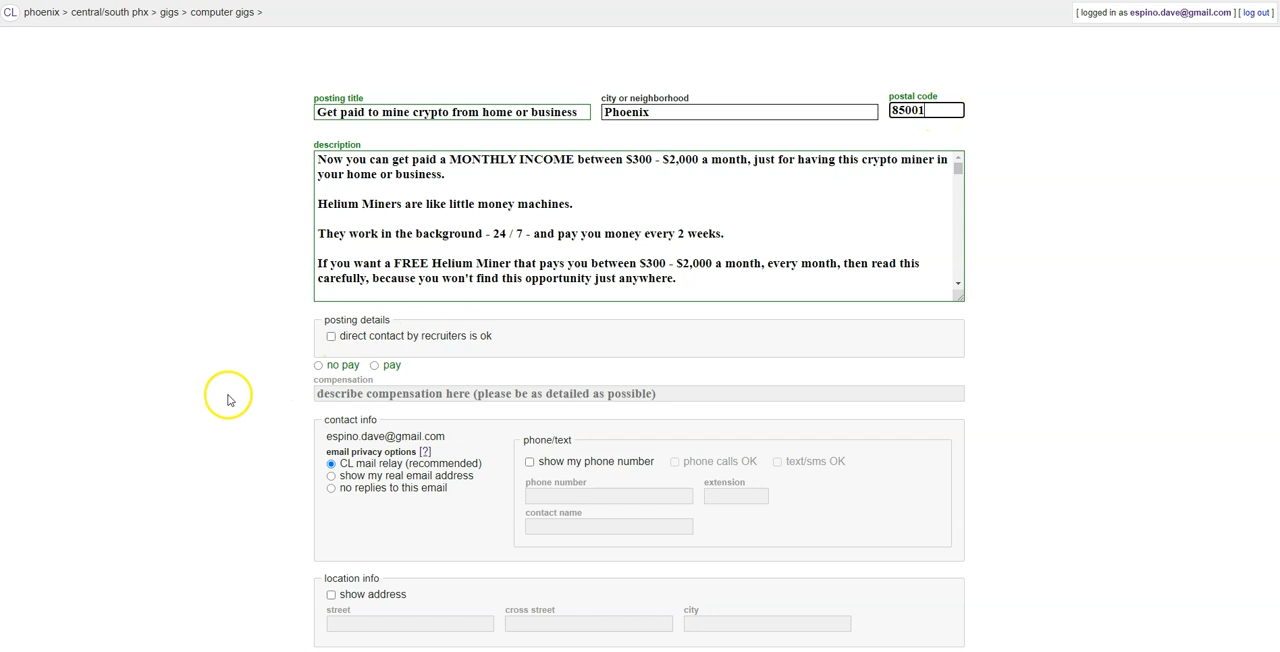 CL phoenix > central/south phx > gigs > computer gigs >
[ logged in as espino.dave@gmail.com ] [ log out ]
posting title
city or neighborhood
postal code
Get paid to mine crypto from home or business
Phoenix
85001
description
Now you can get paid a MONTHLY INCOME between $300 - $2,000 a month, just for having this crypto miner in
your home or business.
Helium Miners are like little money machines.
They work in the background - 24 / 7 - and pay you money every 2 weeks.
If you want a FREE Helium Miner that pays you between $300 - $2,000 a month, every month, then read this
carefully, because you won't find this opportunity just anywhere.
posting details
direct contact by recruiters is ok
no pay pay
compensation
describe compensation here (please be as detailed as possible)
contact info
espino.dave@gmail.com
email privacy options [?]
CL mail relay (recommended)
show my real email address
no replies to this email
phone/text
show my phone number phone calls OK text/sms OK
phone number extension
contact name
location info
show address
street cross street city